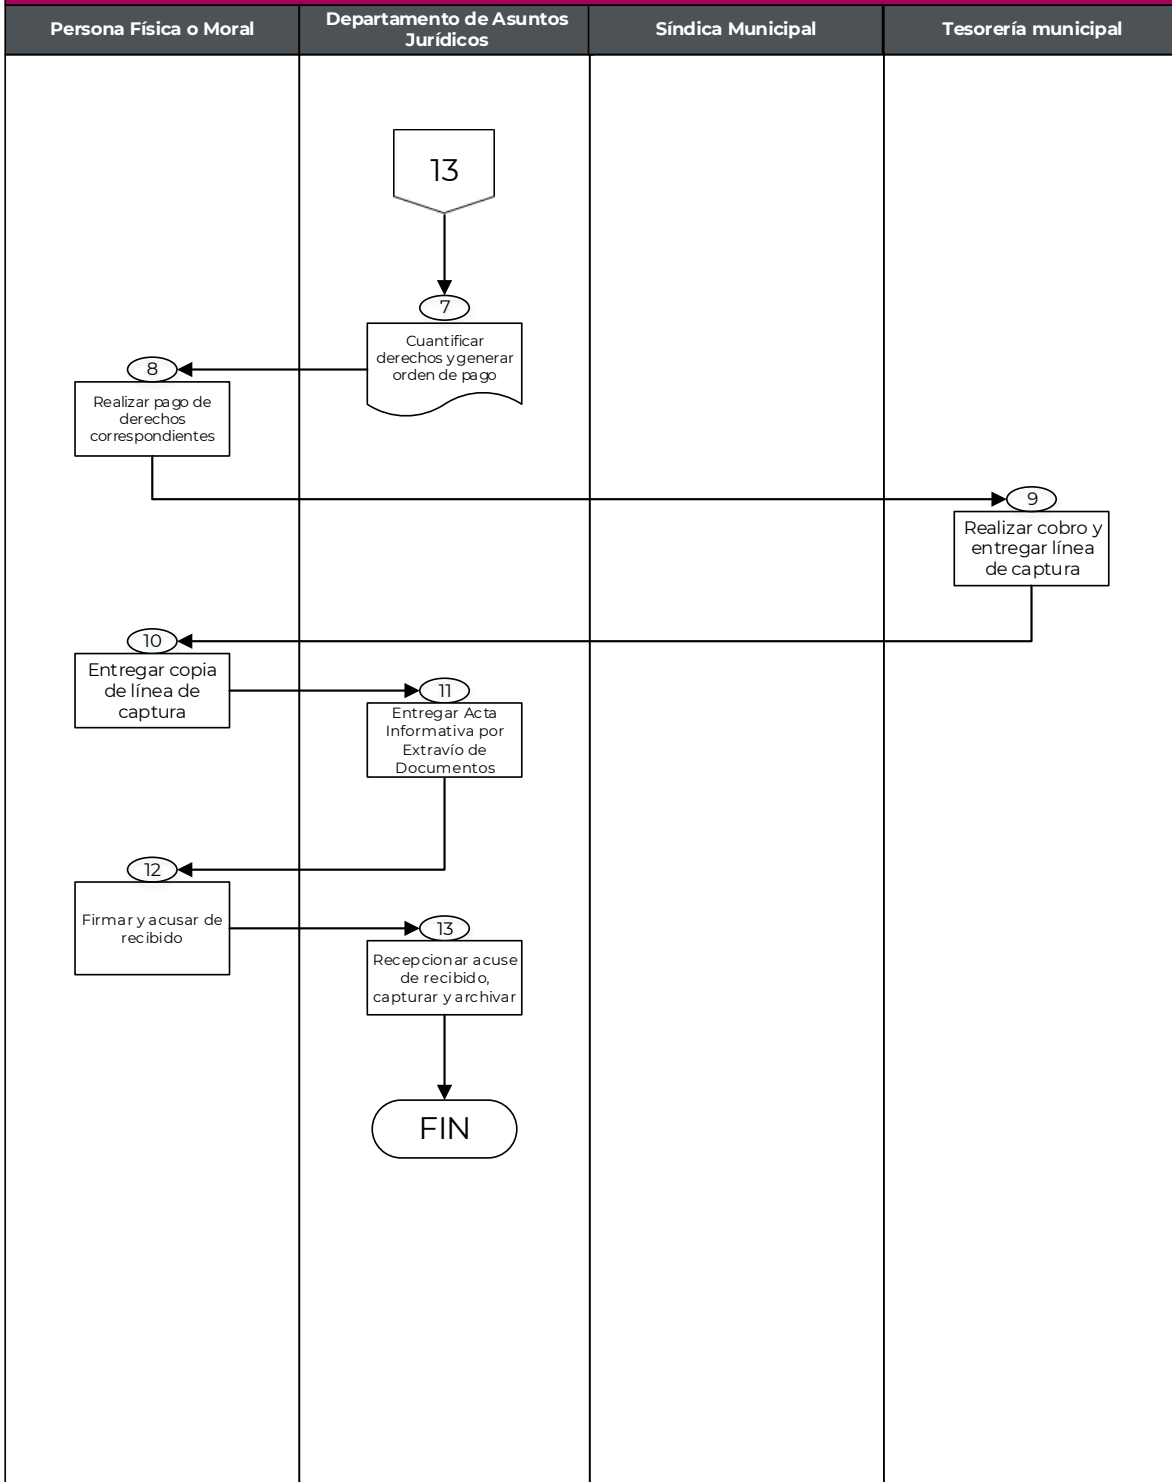 Persona Física o Moral
Departamento de Asuntos
Jurídicos
Síndica Municipal
Tesorería municipal
13
7
Cuantificar
derechos y generar
orden de pago
8
Realizar pago de
derechos
correspondientes
9
Realizar cobro y
entregar línea
de captura
10
Entregar copia
de línea de
captura
11
Entregar Acta
Informativa por
Extravío de
Documentos
12
Firmar y acusar de
recibido
13
Recepcionar acuse
de recibido,
capturar y archivar
FIN